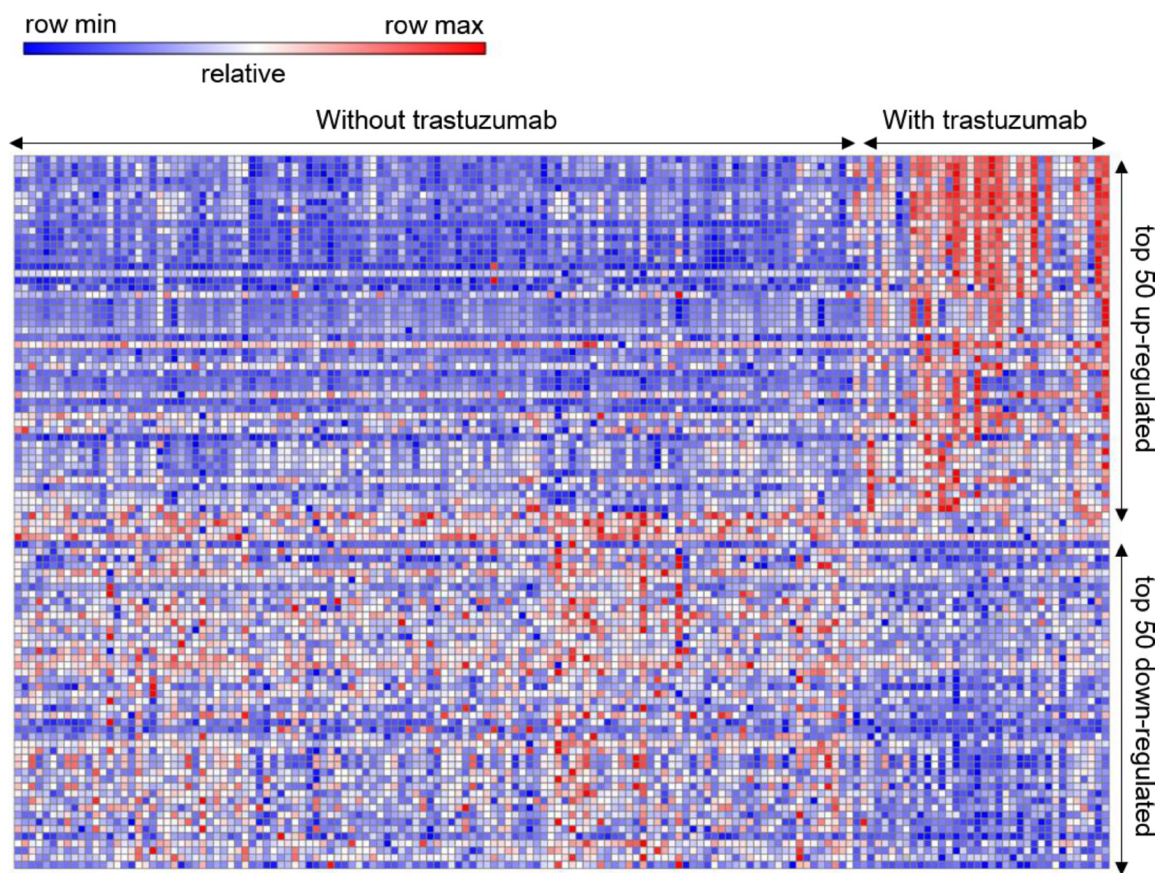 row min row max
relative
Without trastuzumab With trastuzumab
top 50 up-regulated
top 50 down-regulated